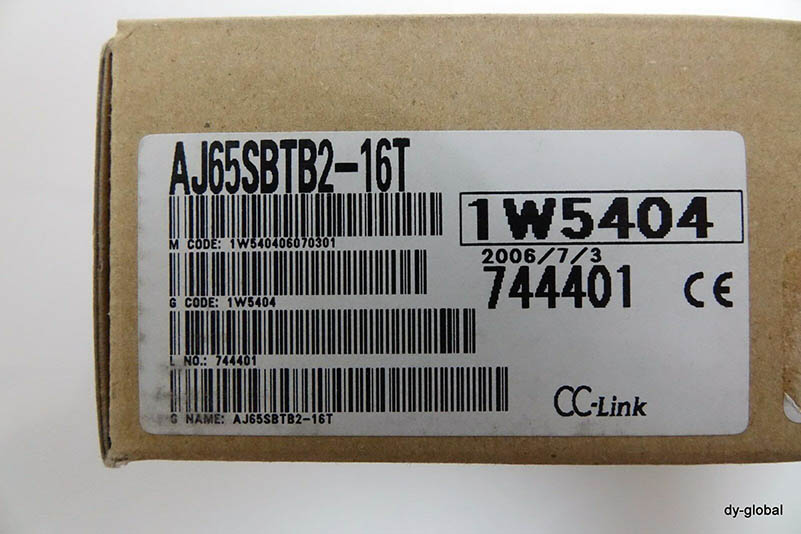 AJ65SBTB2-16T
M CODE: 1W540406070301
1W5404
2006/7/3
G CODE: 1W5404
744401
CE
L NO.: 744401
G NAME: AJ65SBTB2-16T
CC-Link
dy-global